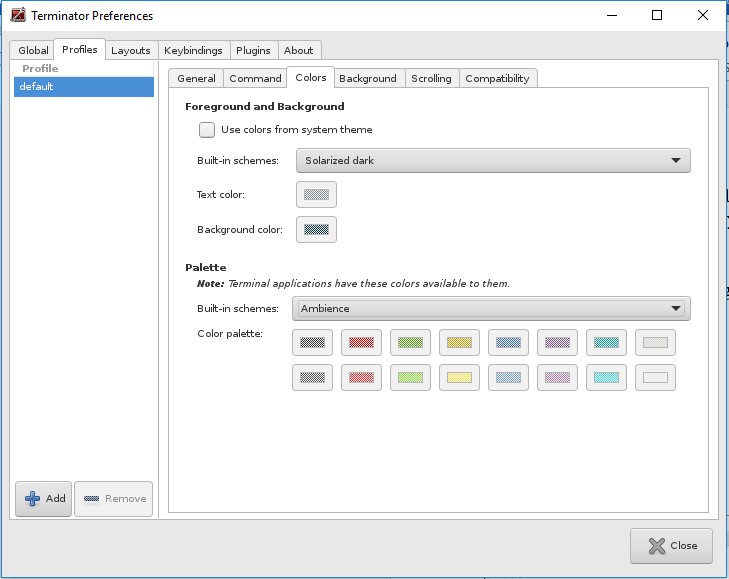 Terminator Preferences
Global Profiles Layouts Keybindings Plugins About
Profile
default
General Command Colors Background Scrolling Compatibility
Foreground and Background
Use colors from system theme
Built-in schemes: Solarized dark
Text color:
Background color:
Palette
Note: Terminal applications have these colors available to them.
Built-in schemes: Ambience
Color palette:
Add Remove
Close